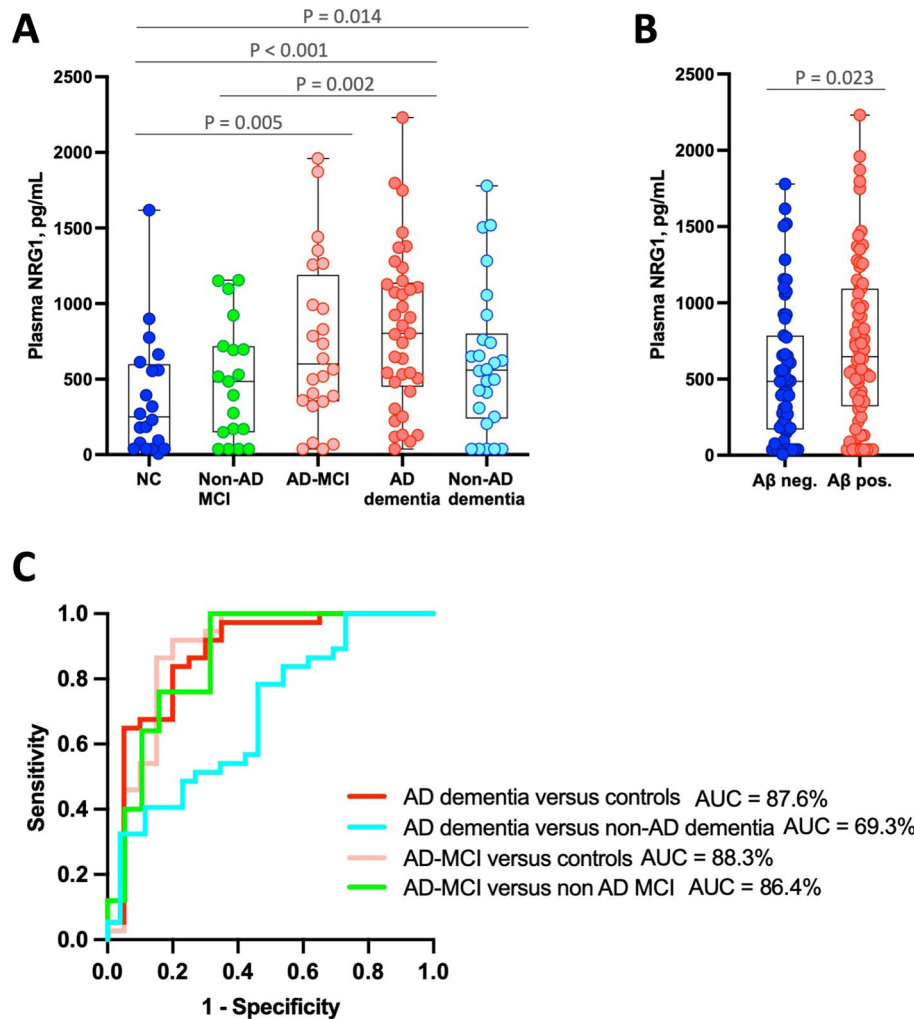 A
P = 0.014
P < 0.001
P = 0.002
P = 0.005
Plasma NRG1, pg/mL
2500
2000
1500
1000
500
0
NC
Non-AD
MCI
AD-MCI
AD
dementia
Non-AD
dementia
B
P = 0.023
Plasma NRG1, pg/mL
2500
2000
1500
1000
500
0
Aβ neg.
Aβ pos.
C
Sensitivity
1.0
0.8
0.6
0.4
0.2
0.0
0.0 0.2 0.4 0.6 0.8 1.0
1 - Specificity
AD dementia versus controls AUC = 87.6%
AD dementia versus non-AD dementia AUC = 69.3%
AD-MCI versus controls AUC = 88.3%
AD-MCI versus non AD MCI AUC = 86.4%